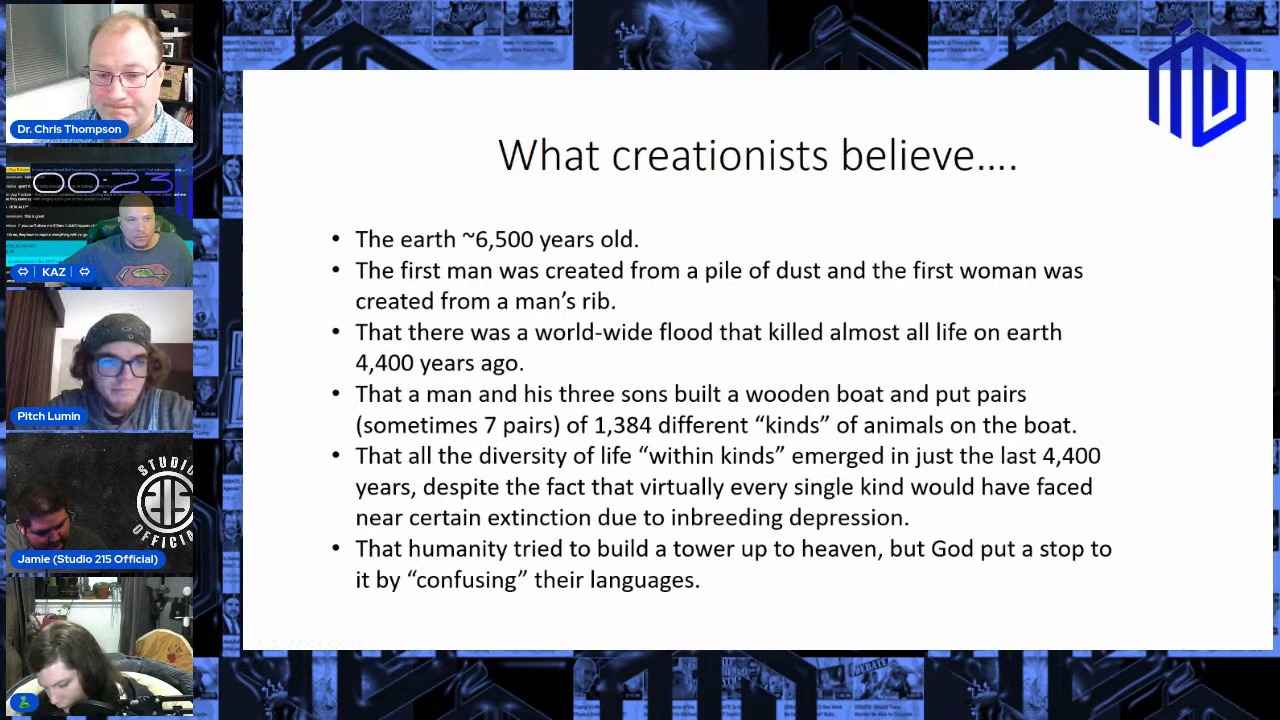 Dr. Chris Thompson
00:23
KAZ
Pitch Lumin
STUDIO
215
OFFICIAL
Jamie (Studio 215 Official)
What creationists believe….
• The earth ~6,500 years old.
• The first man was created from a pile of dust and the first woman was
created from a man’s rib.
• That there was a world-wide flood that killed almost all life on earth
4,400 years ago.
• That a man and his three sons built a wooden boat and put pairs
(sometimes 7 pairs) of 1,384 different “kinds” of animals on the boat.
• That all the diversity of life “within kinds” emerged in just the last 4,400
years, despite the fact that virtually every single kind would have faced
near certain extinction due to inbreeding depression.
• That humanity tried to build a tower up to heaven, but God put a stop to
it by “confusing” their languages.